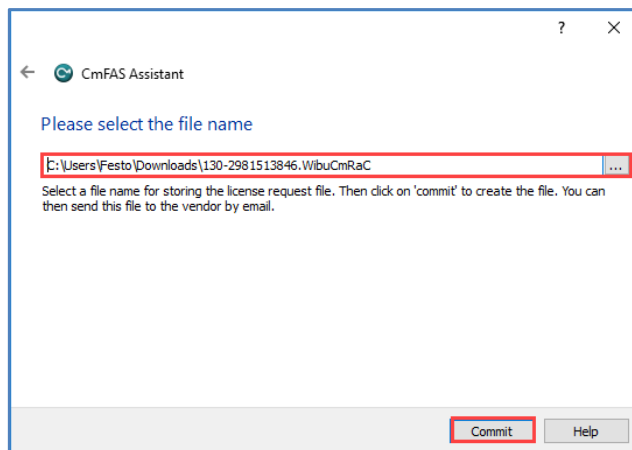 ?
CmFAS Assistant
Please select the file name
C:\Users\Festo\Downloads\130-2981513846.WibuCmRaC
...
Select a file name for storing the license request file. Then click on 'commit' to create the file. You can
then send this file to the vendor by email.
Commit Help